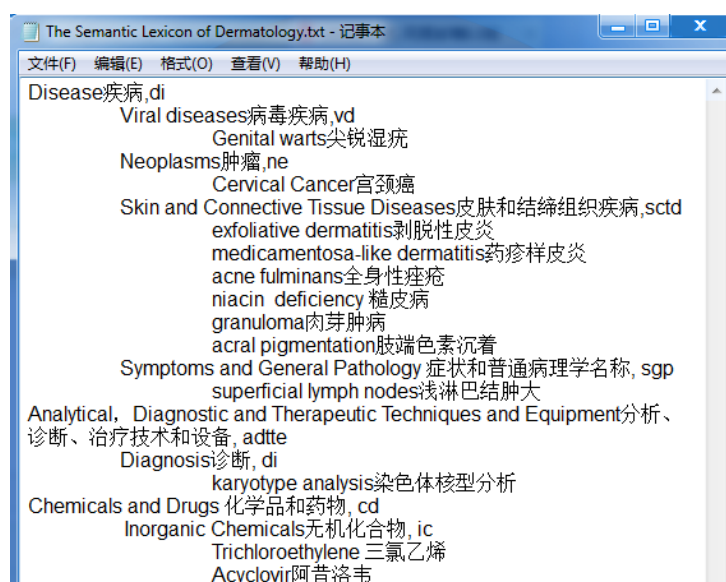 The Semantic Lexicon of Dermatology.txt - 记事本
文件(F) 编辑(E) 格式(O) 查看(V) 帮助(H)
Disease疾病,di
Viral diseases病毒疾病,vd
Genital warts尖锐湿疣
Neoplasms肿瘤,ne
Cervical Cancer宫颈癌
Skin and Connective Tissue Diseases皮肤和结缔组织疾病,sctd
exfoliative dermatitis剥脱性皮炎
medicamentosa-like dermatitis药疹样皮炎
acne fulminans全身性痤疮
niacin deficiency 糙皮病
granuloma肉芽肿病
acral pigmentation肢端色素沉着
Symptoms and General Pathology 症状和普通病理学名称, sgp
superficial lymph nodes浅淋巴结肿大
Analytical，Diagnostic and Therapeutic Techniques and Equipment分析、
诊断、治疗技术和设备, adtte
Diagnosis诊断, di
karyotype analysis染色体核型分析
Chemicals and Drugs 化学品和药物, cd
Inorganic Chemicals无机化合物, ic
Trichloroethylene 三氯乙烯
Acyclovir阿昔洛韦